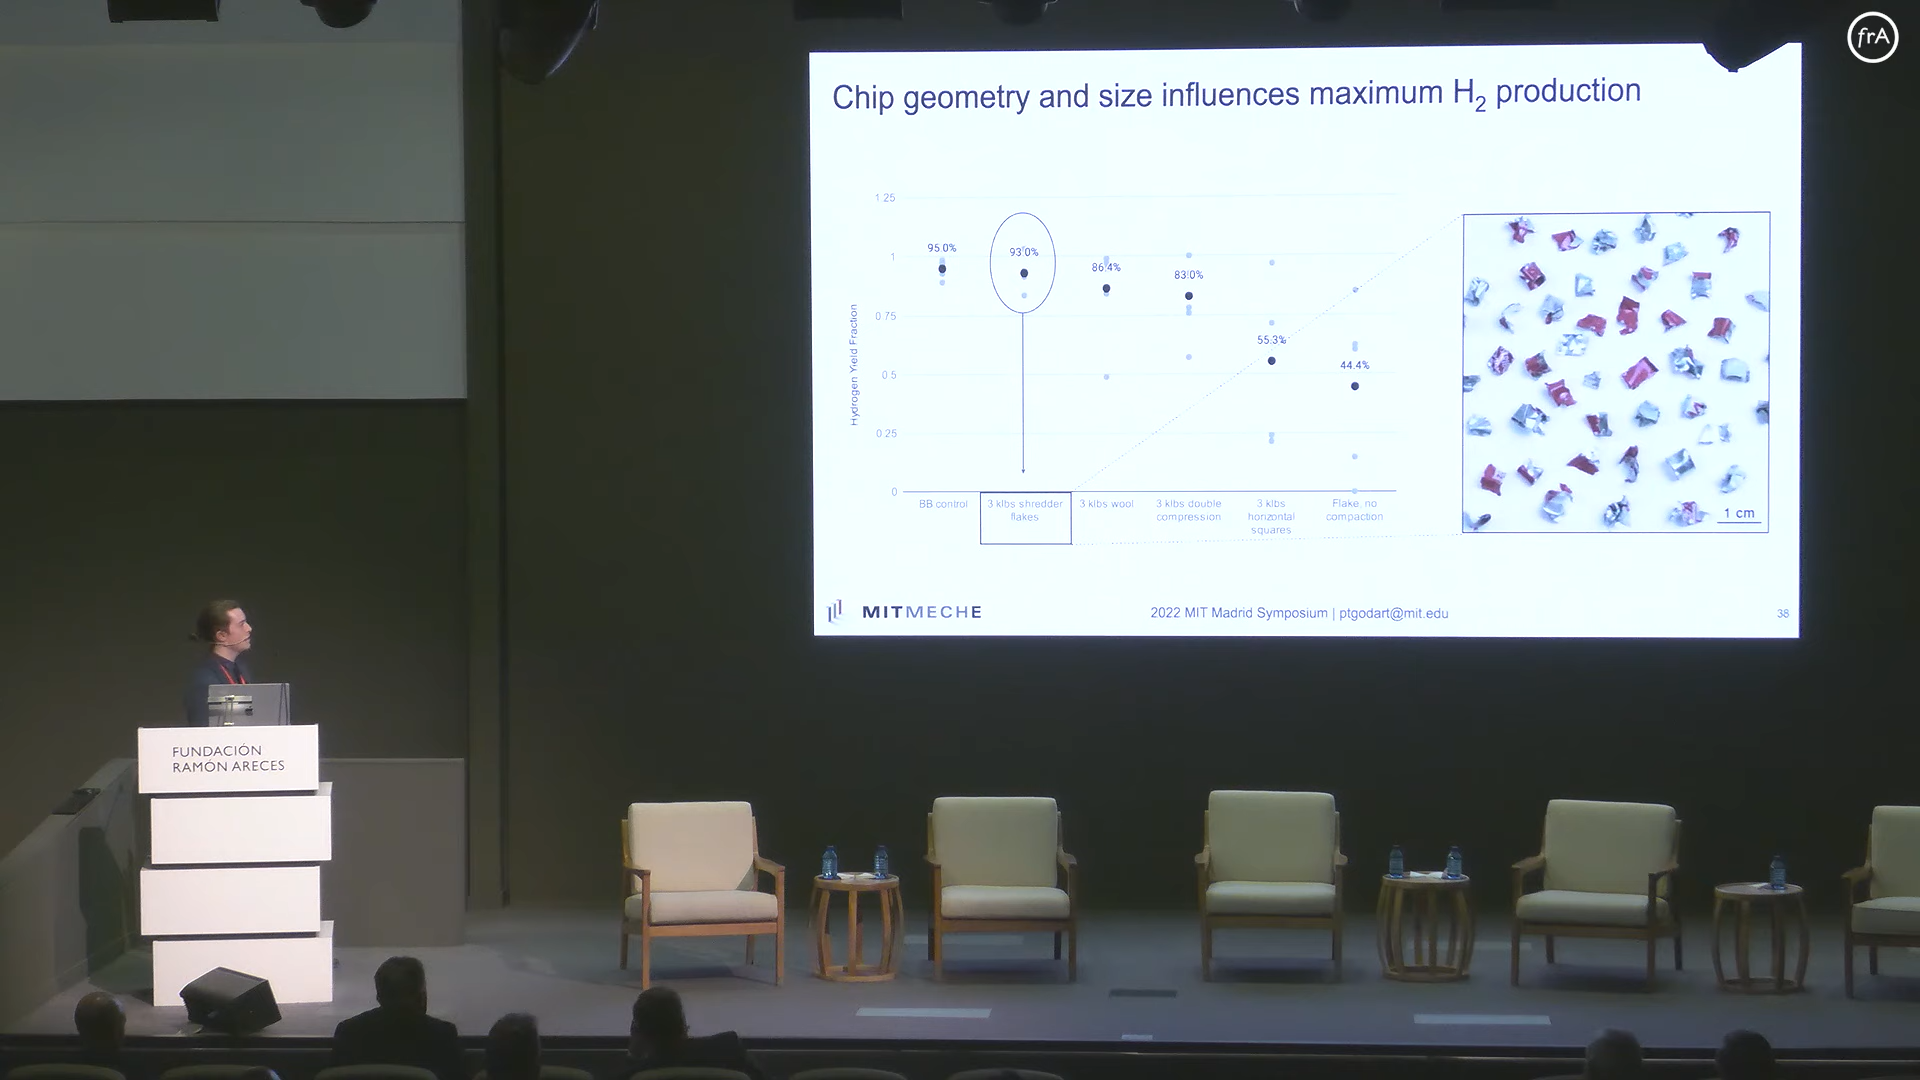 frA
Chip geometry and size influences maximum H₂ production
1.25
1
0.75
0.5
0.25
0
Hydrogen Yield Fraction
95.0%
93.0%
86.4%
83.0%
55.3%
44.4%
BB control
3 klbs shredder
flakes
3 klbs wool
3 klbs double
compression
3 klbs
horizontal
squares
Flake, no
compaction
1 cm
MITMECHE
2022 MIT Madrid Symposium | ptgodart@mit.edu
38
FUNDACIÓN
RAMÓN ARECES